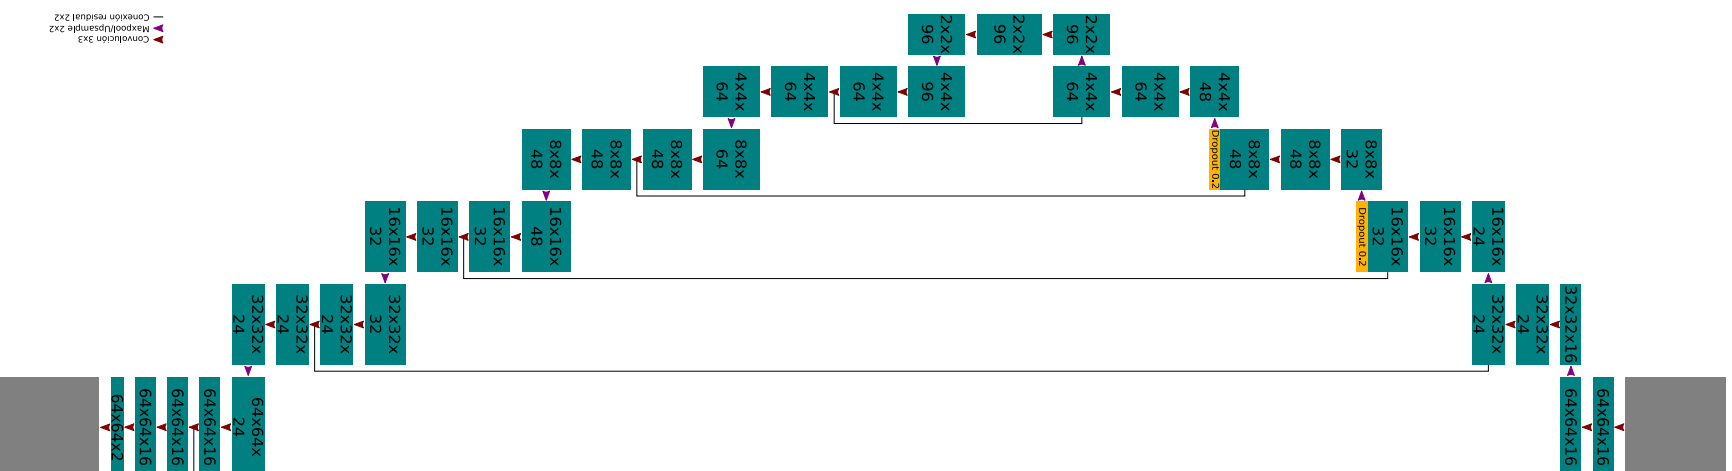 64x64x16
64x64x16
64x64x
24
64x64x16
64x64x16
64x64x16
64x64x2
32x32x16
32x32x
24
32x32x
24
32x32x
32
32x32x
24
32x32x
24
32x32x
24
16x16x
24
16x16x
32
16x16x
32
Dropout 0.2
16x16x
48
16x16x
32
16x16x
32
16x16x
32
8x8x
32
8x8x
48
8x8x
48
Dropout 0.2
8x8x
64
8x8x
48
8x8x
48
8x8x
48
4x4x
48
4x4x
64
4x4x
64
4x4x
96
4x4x
64
4x4x
64
4x4x
64
2x2x
96
2x2x
96
2x2x
96
Convolución 3x3
Maxpool/Upsample 2x2
Conexión residual 2x2